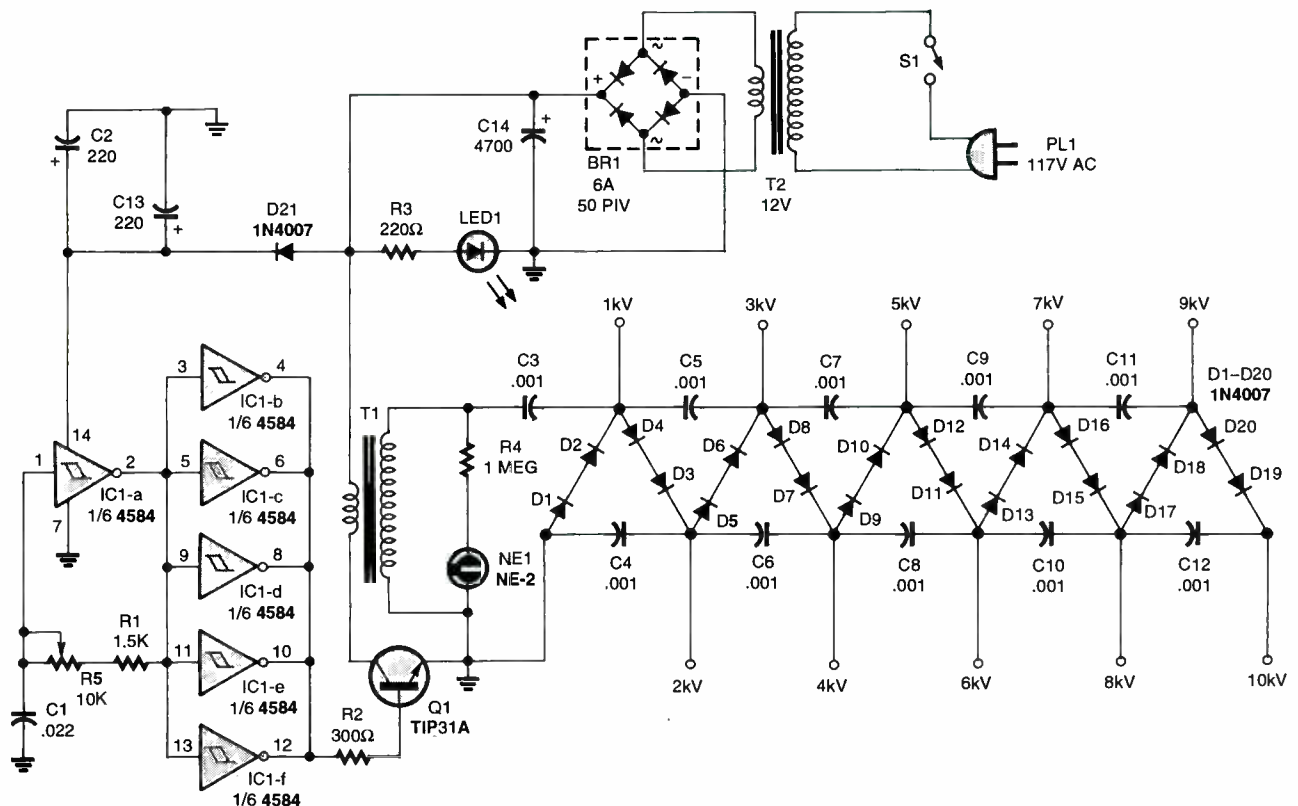 S1
PL1
117V AC
T2
12V
BR1
6A
50 PIV
+
~
−
~
C14
4700
+
C2
220
+
C13
220
+
D21
1N4007
R3
220Ω
LED1
1kV
3kV
5kV
7kV
9kV
C3
.001
C5
.001
C7
.001
C9
.001
C11
.001
D1–D20
1N4007
D2
D4
D6
D8
D10
D12
D14
D16
D18
D20
D1
D3
D5
D7
D9
D11
D13
D15
D17
D19
C4
.001
C6
.001
C8
.001
C10
.001
C12
.001
2kV
4kV
6kV
8kV
10kV
T1
R4
1 MEG
NE1
NE-2
Q1
TIP31A
R2
300Ω
3
4
IC1-b
1/6 4584
14
1
2
7
IC1-a
1/6 4584
5
6
IC1-c
1/6 4584
9
8
IC1-d
1/6 4584
R1
1.5K
R5
10K
11
10
IC1-e
1/6 4584
C1
.022
13
12
IC1-f
1/6 4584